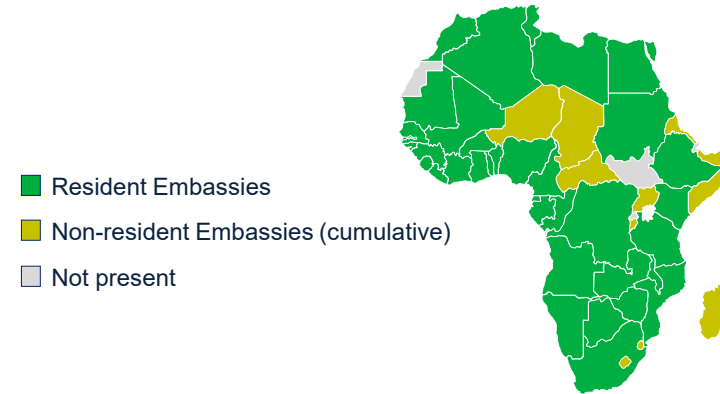 Resident Embassies
Non-resident Embassies (cumulative)
Not present